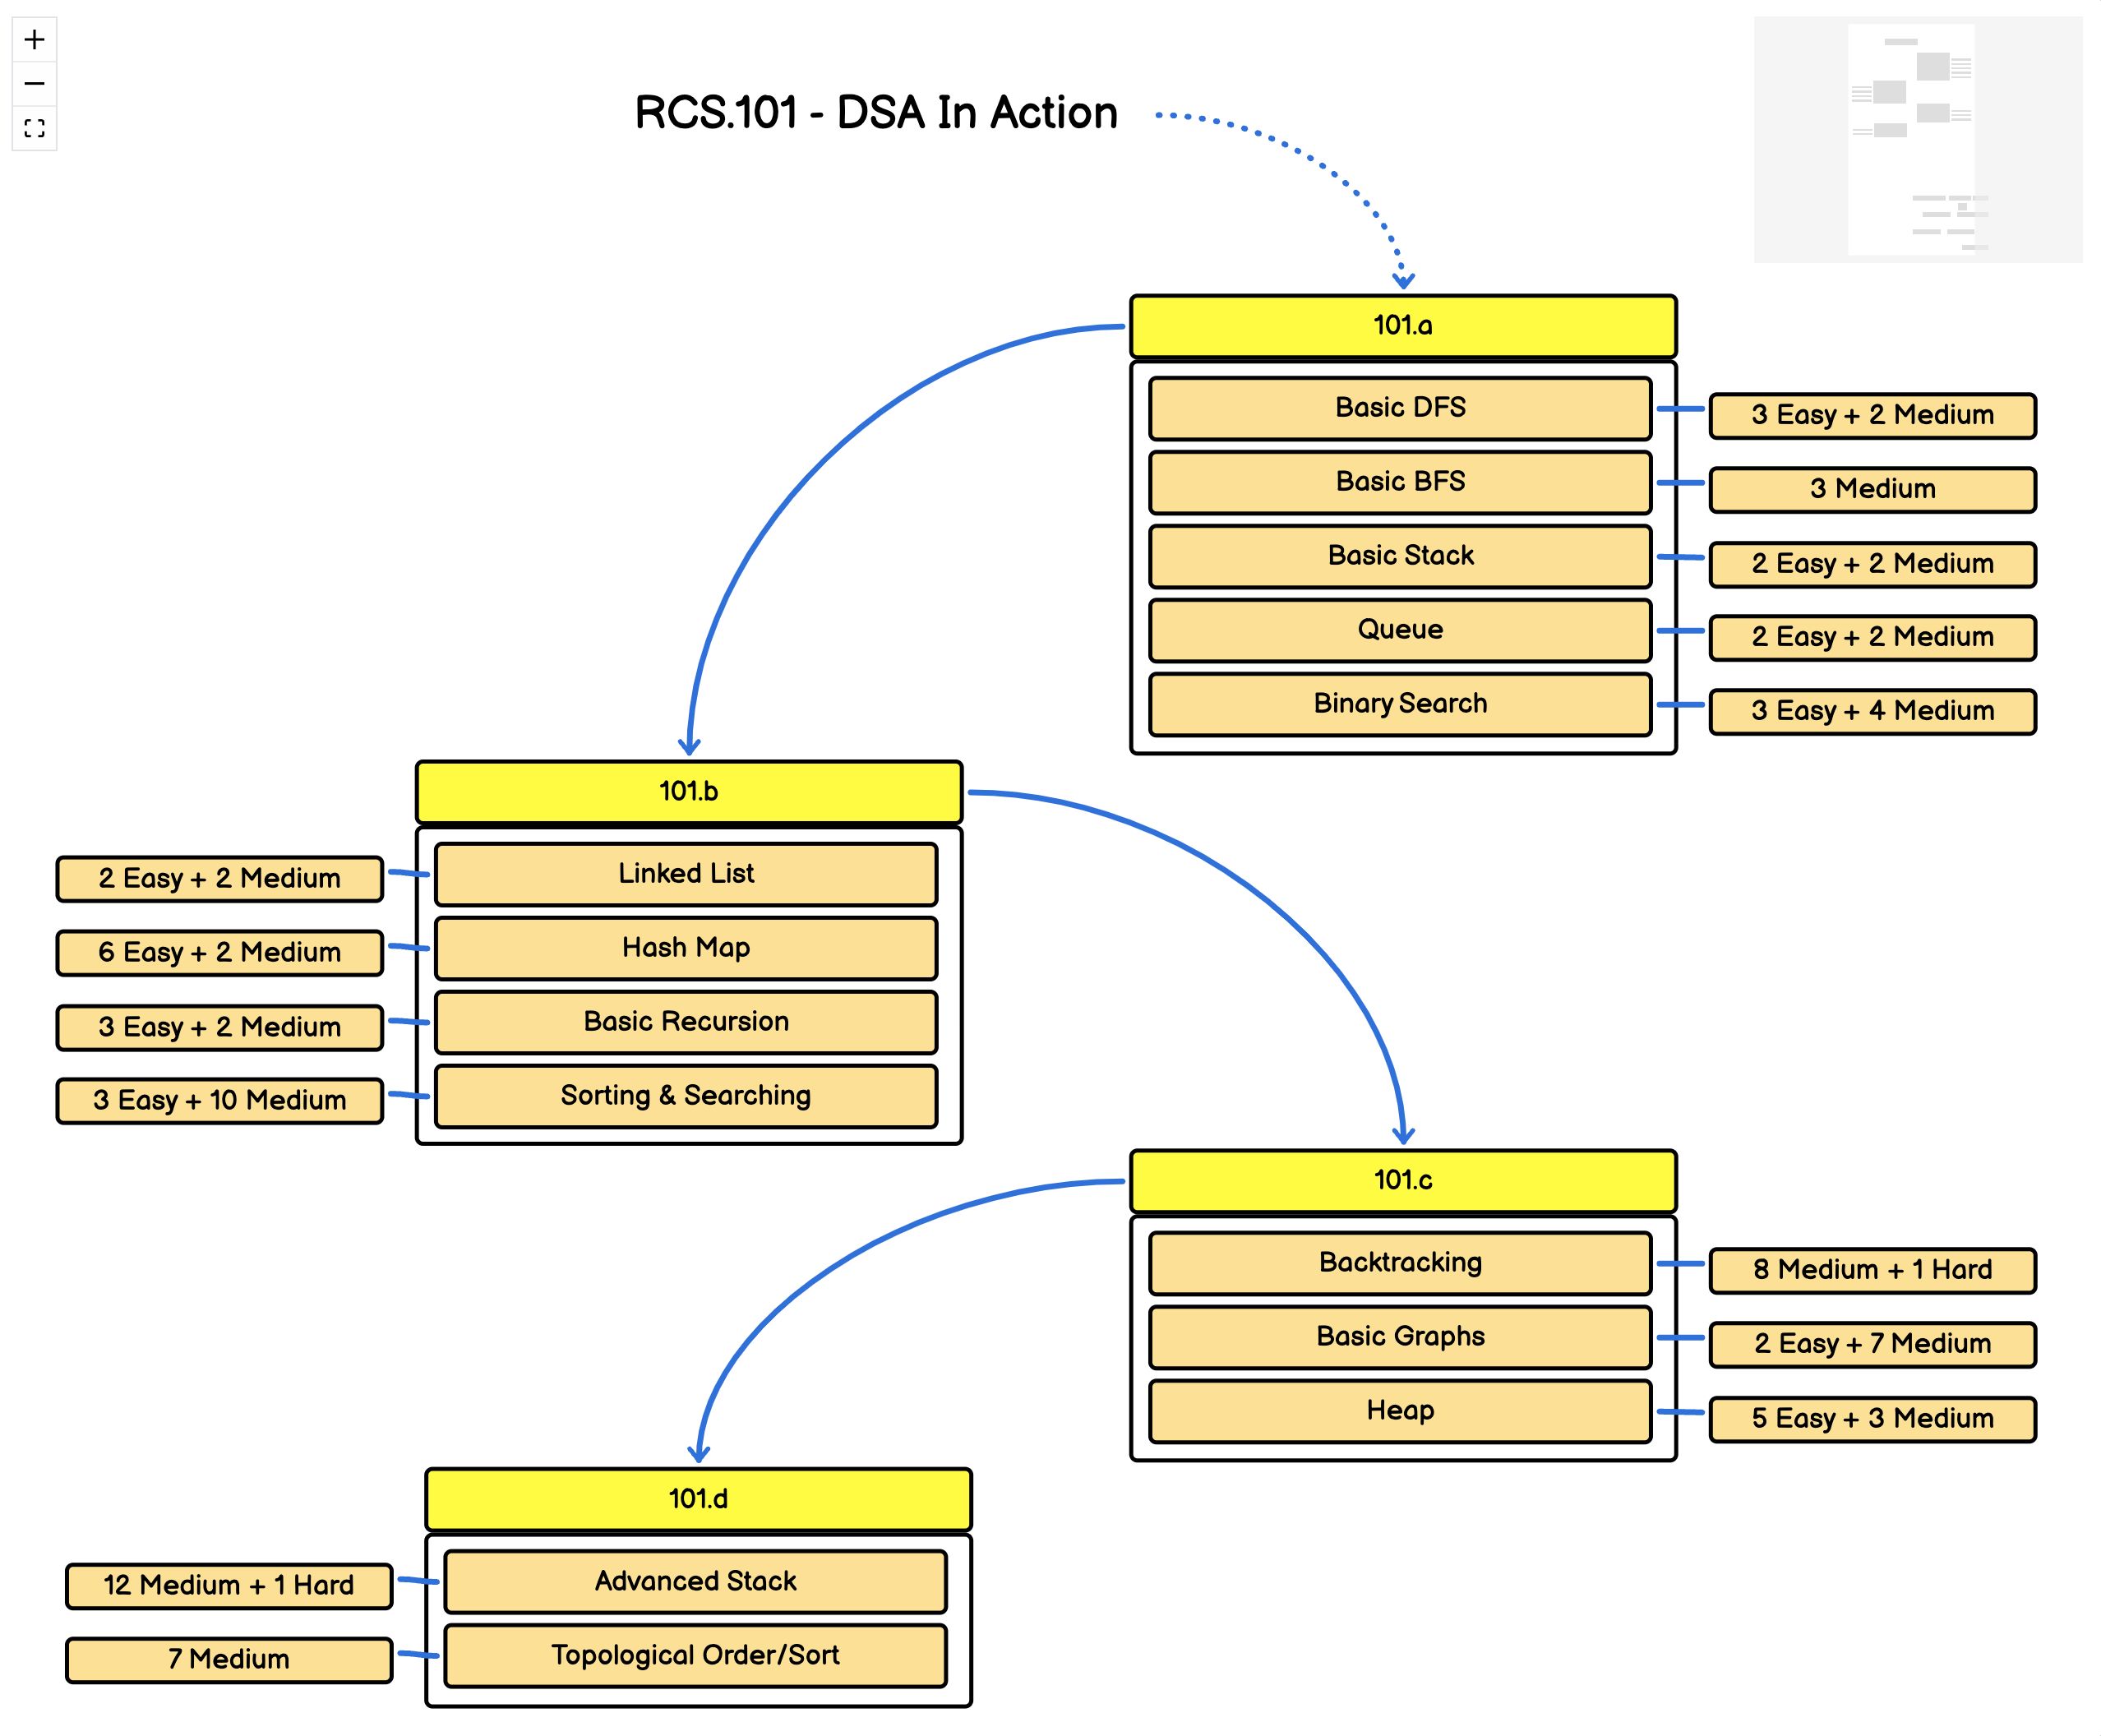 RCS.101 - DSA In Action
101.a
Basic DFS
3 Easy + 2 Medium
Basic BFS
3 Medium
Basic Stack
2 Easy + 2 Medium
Queue
2 Easy + 2 Medium
Binary Search
3 Easy + 4 Medium
101.b
2 Easy + 2 Medium
Linked List
6 Easy + 2 Medium
Hash Map
3 Easy + 2 Medium
Basic Recursion
3 Easy + 10 Medium
Sorting & Searching
101.c
Backtracking
8 Medium + 1 Hard
Basic Graphs
2 Easy + 7 Medium
Heap
5 Easy + 3 Medium
101.d
12 Medium + 1 Hard
Advanced Stack
7 Medium
Topological Order/Sort